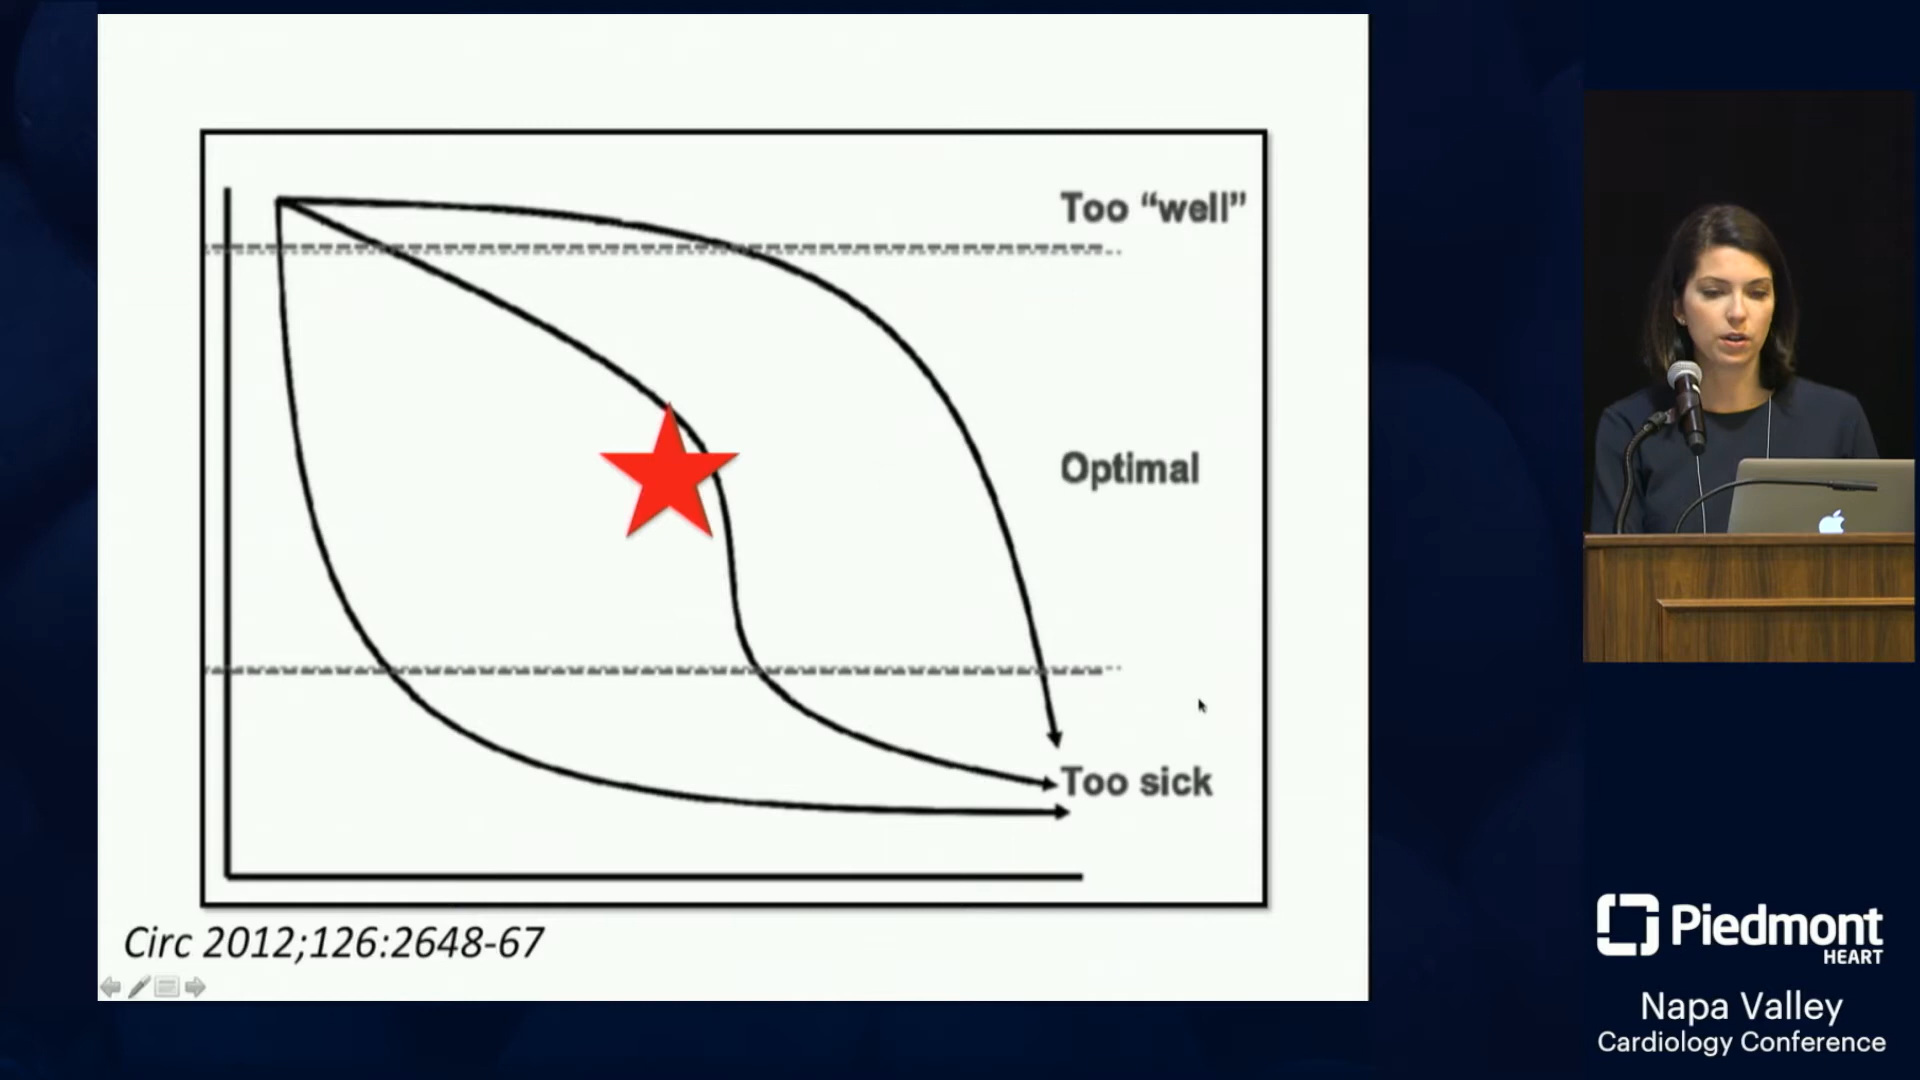 Too “well”
Optimal
Too sick
Circ 2012;126:2648-67
Piedmont
HEART
Napa Valley
Cardiology Conference